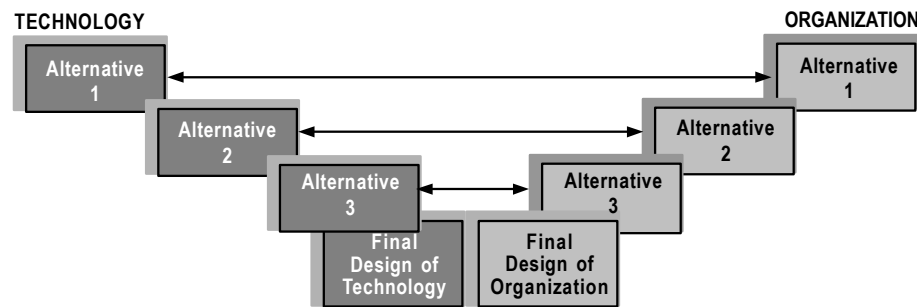 TECHNOLOGY
ORGANIZATION
Alternative
1
Alternative
1
Alternative
2
Alternative
2
Alternative
3
Alternative
3
Final
Design of
Technology
Final
Design of
Organization